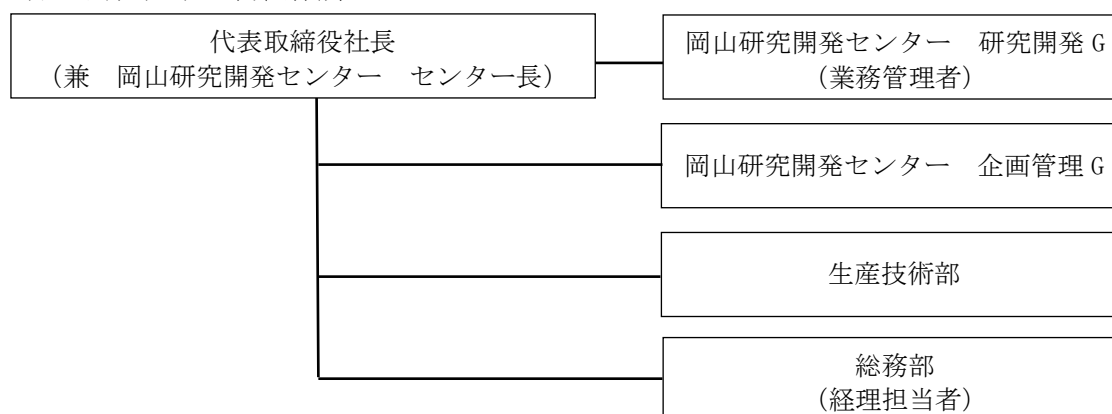 代表取締役社長
（兼　岡山研究開発センター　センター長）
岡山研究開発センター　研究開発 G
（業務管理者）
岡山研究開発センター　企画管理 G
生産技術部
総務部
（経理担当者）